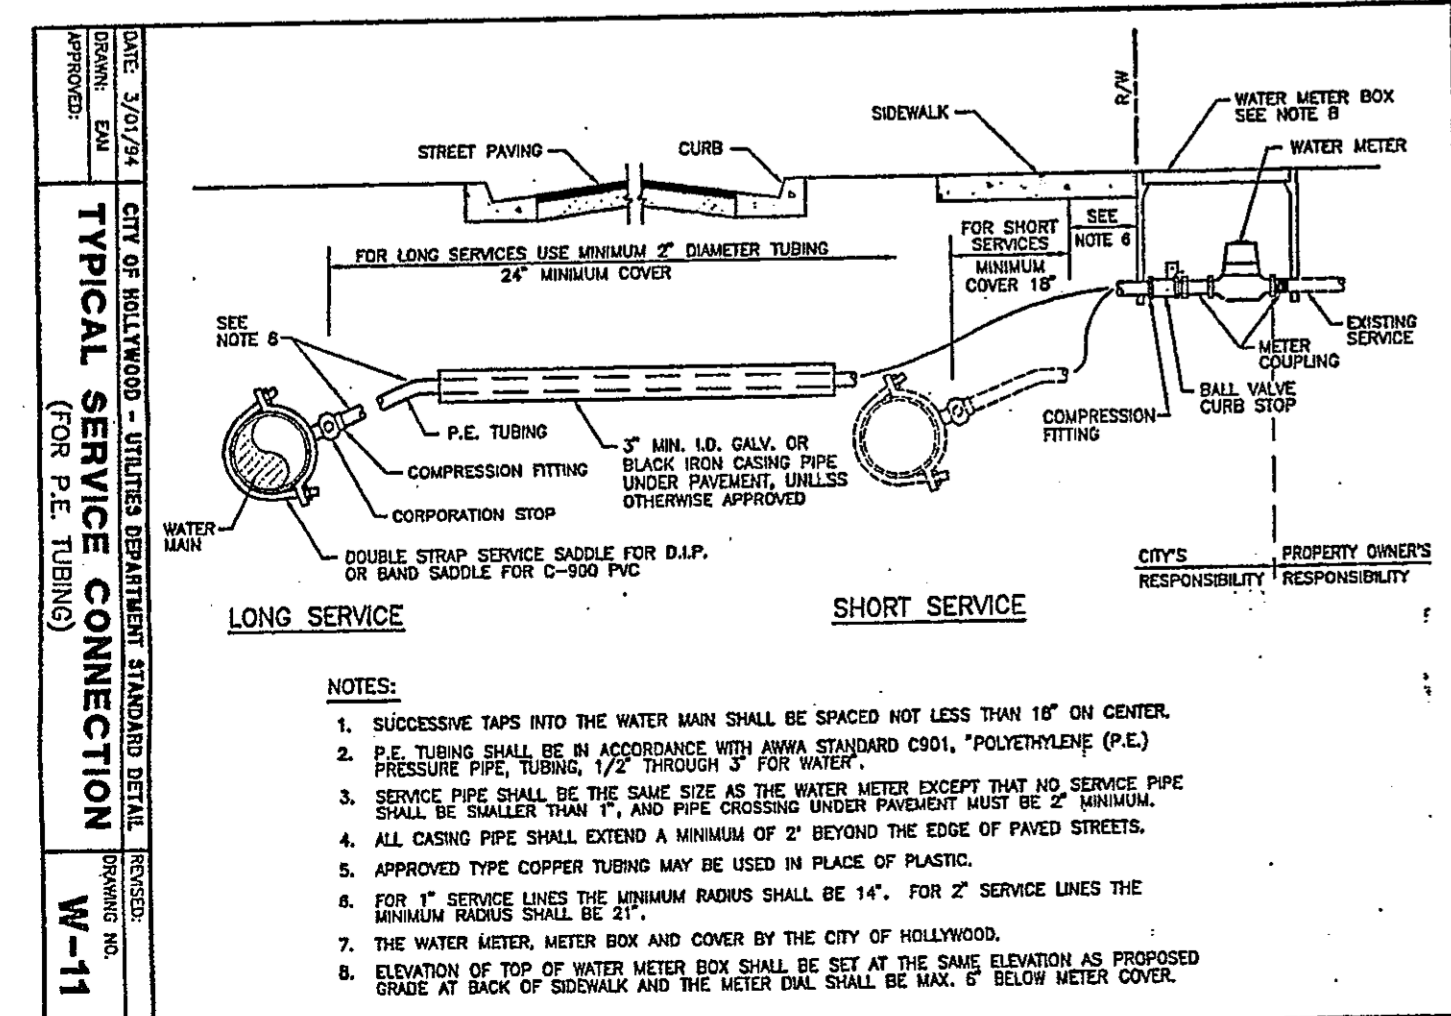 DATE: 3/01/94
DRAWN: EAN
APPROVED:
CITY OF HOLLYWOOD - UTILITIES DEPARTMENT STANDARD DETAIL
TYPICAL SERVICE CONNECTION
(FOR P.E. TUBING)
REVISED:
DRAWING NO.
W-11
R/W
SIDEWALK
WATER METER BOX
SEE NOTE 8
WATER METER
STREET PAVING
CURB
FOR LONG SERVICES USE MINIMUM 2" DIAMETER TUBING
24" MINIMUM COVER
FOR SHORT
SERVICES
MINIMUM
COVER 18"
SEE
NOTE 6
SEE
NOTE 8
EXISTING
SERVICE
METER
COUPLING
BALL VALVE
CURB STOP
COMPRESSION
FITTING
P.E. TUBING
COMPRESSION FITTING
CORPORATION STOP
3" MIN. I.D. GALV. OR
BLACK IRON CASING PIPE
UNDER PAVEMENT, UNLESS
OTHERWISE APPROVED
WATER
MAIN
DOUBLE STRAP SERVICE SADDLE FOR D.I.P.
OR BAND SADDLE FOR C-900 PVC
CITY'S
RESPONSIBILITY
PROPERTY OWNER'S
RESPONSIBILITY
LONG SERVICE
SHORT SERVICE
NOTES:
1. SUCCESSIVE TAPS INTO THE WATER MAIN SHALL BE SPACED NOT LESS THAN 18" ON CENTER.
2. P.E. TUBING SHALL BE IN ACCORDANCE WITH AWWA STANDARD C901, "POLYETHYLENE (P.E.)
PRESSURE PIPE, TUBING, 1/2" THROUGH 3" FOR WATER".
3. SERVICE PIPE SHALL BE THE SAME SIZE AS THE WATER METER EXCEPT THAT NO SERVICE PIPE
SHALL BE SMALLER THAN 1", AND PIPE CROSSING UNDER PAVEMENT MUST BE 2" MINIMUM.
4. ALL CASING PIPE SHALL EXTEND A MINIMUM OF 2' BEYOND THE EDGE OF PAVED STREETS.
5. APPROVED TYPE COPPER TUBING MAY BE USED IN PLACE OF PLASTIC.
6. FOR 1" SERVICE LINES THE MINIMUM RADIUS SHALL BE 14". FOR 2" SERVICE LINES THE
MINIMUM RADIUS SHALL BE 21".
7. THE WATER METER, METER BOX AND COVER BY THE CITY OF HOLLYWOOD.
8. ELEVATION OF TOP OF WATER METER BOX SHALL BE SET AT THE SAME ELEVATION AS PROPOSED
GRADE AT BACK OF SIDEWALK AND THE METER DIAL SHALL BE MAX. 6" BELOW METER COVER.